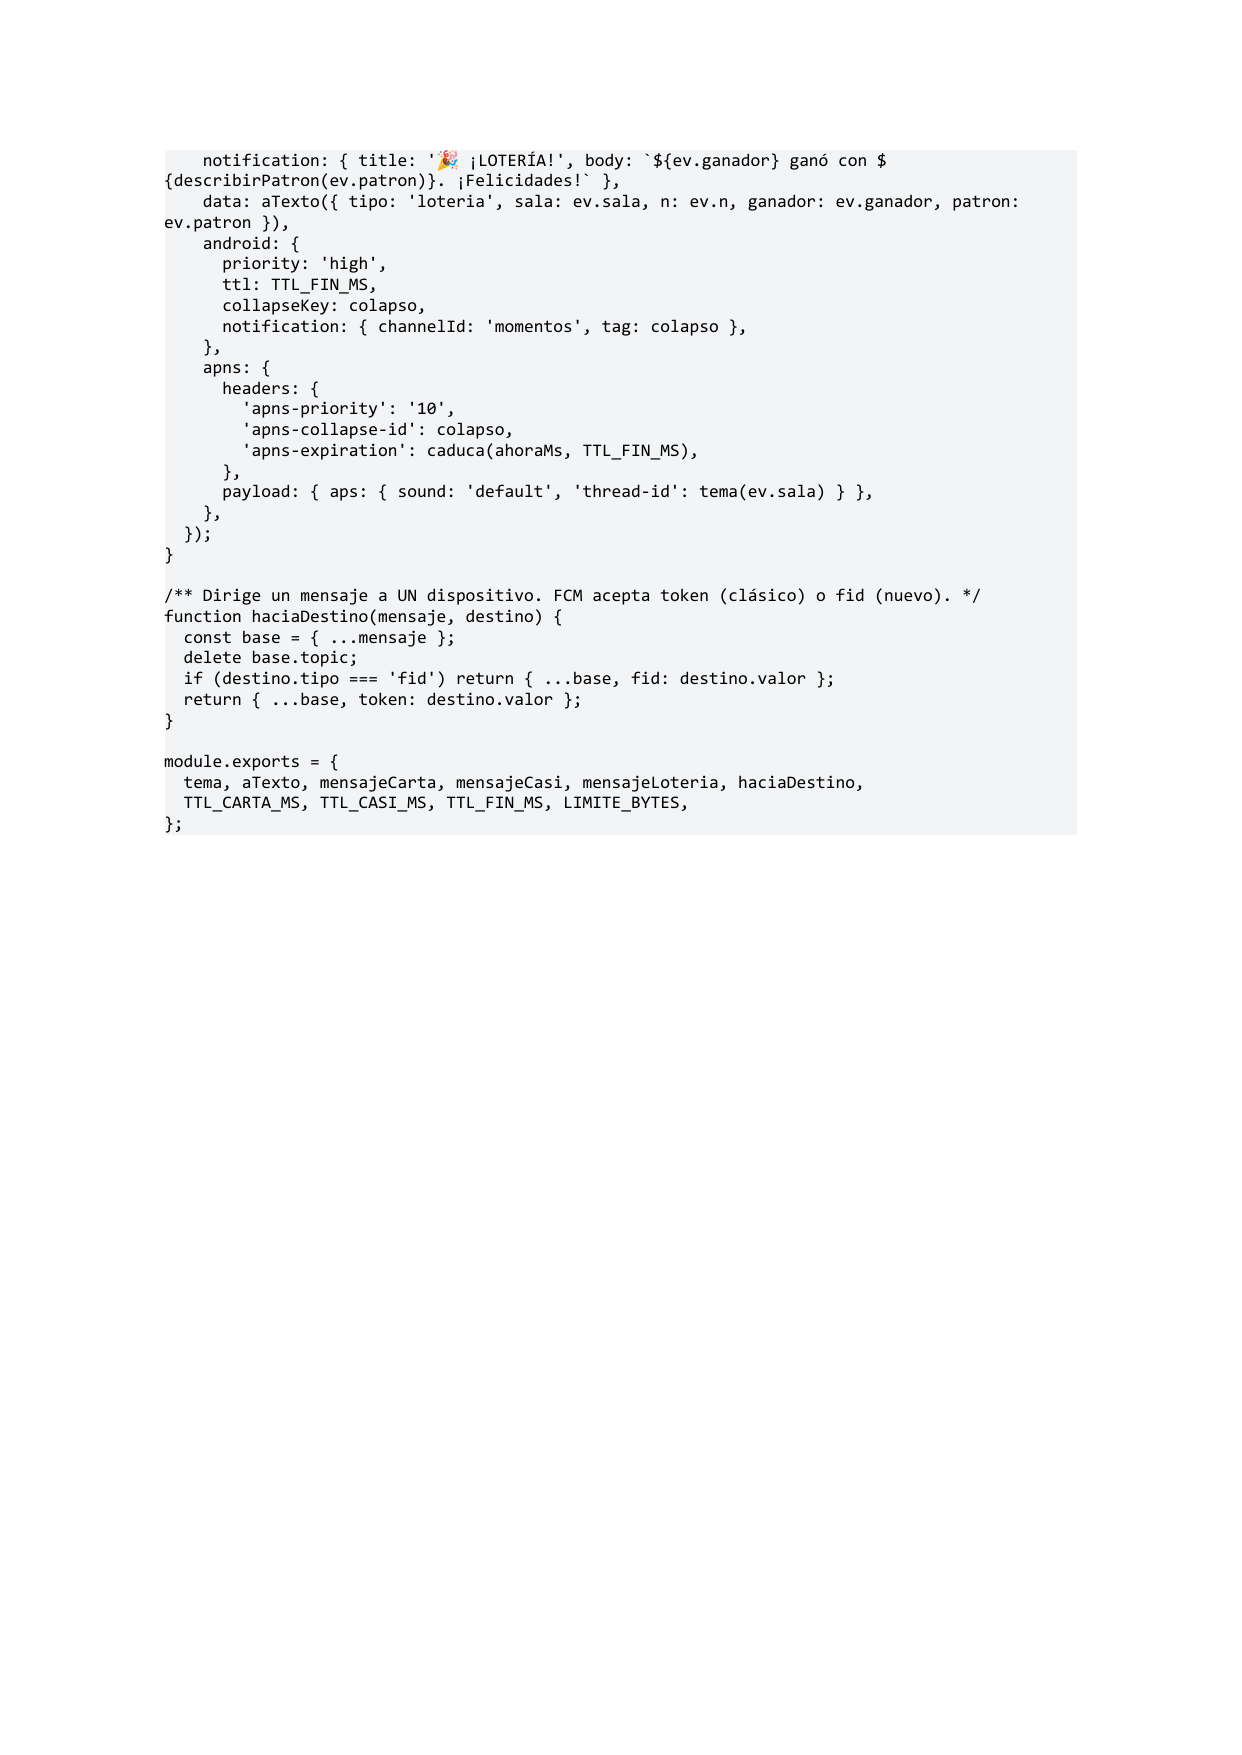 notification: { title: '🎉 ¡LOTERÍA!', body: `${ev.ganador} ganó con $
{describirPatron(ev.patron)}. ¡Felicidades!` },
    data: aTexto({ tipo: 'loteria', sala: ev.sala, n: ev.n, ganador: ev.ganador, patron:
ev.patron }),
    android: {
      priority: 'high',
      ttl: TTL_FIN_MS,
      collapseKey: colapso,
      notification: { channelId: 'momentos', tag: colapso },
    },
    apns: {
      headers: {
        'apns-priority': '10',
        'apns-collapse-id': colapso,
        'apns-expiration': caduca(ahoraMs, TTL_FIN_MS),
      },
      payload: { aps: { sound: 'default', 'thread-id': tema(ev.sala) } },
    },
  });
}

/** Dirige un mensaje a UN dispositivo. FCM acepta token (clásico) o fid (nuevo). */
function haciaDestino(mensaje, destino) {
  const base = { ...mensaje };
  delete base.topic;
  if (destino.tipo === 'fid') return { ...base, fid: destino.valor };
  return { ...base, token: destino.valor };
}

module.exports = {
  tema, aTexto, mensajeCarta, mensajeCasi, mensajeLoteria, haciaDestino,
  TTL_CARTA_MS, TTL_CASI_MS, TTL_FIN_MS, LIMITE_BYTES,
};